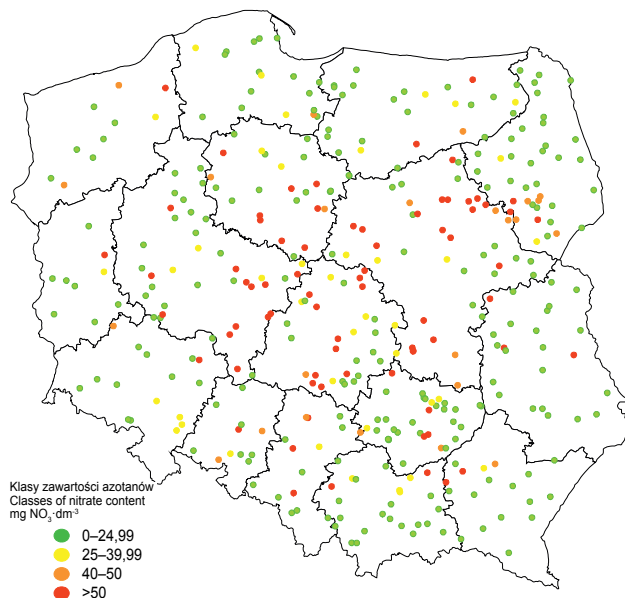 Klasy zawartości azotanów
Classes of nitrate content
mg NO₃·dm⁻³
0–24,99
25–39,99
40–50
>50